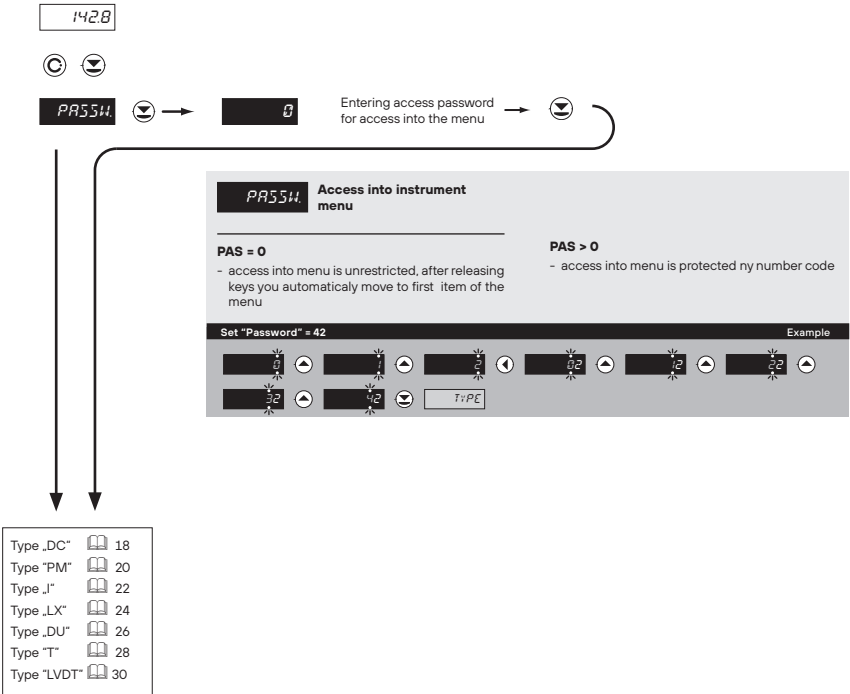 142.8
C
PASSW.
0
Entering access password
for access into the menu
PASSW.
Access into instrument
menu
PAS = 0
- access into menu is unrestricted, after releasing
keys you automaticaly move to first item of the
menu
PAS > 0
- access into menu is protected ny number code
Set "Password" = 42
Example
0 1 2 02 12 22
32 42 TYPE
Type „DC“ 18
Type “PM“ 20
Type „I“ 22
Type „LX“ 24
Type „DU“ 26
Type “T“ 28
Type “LVDT“ 30